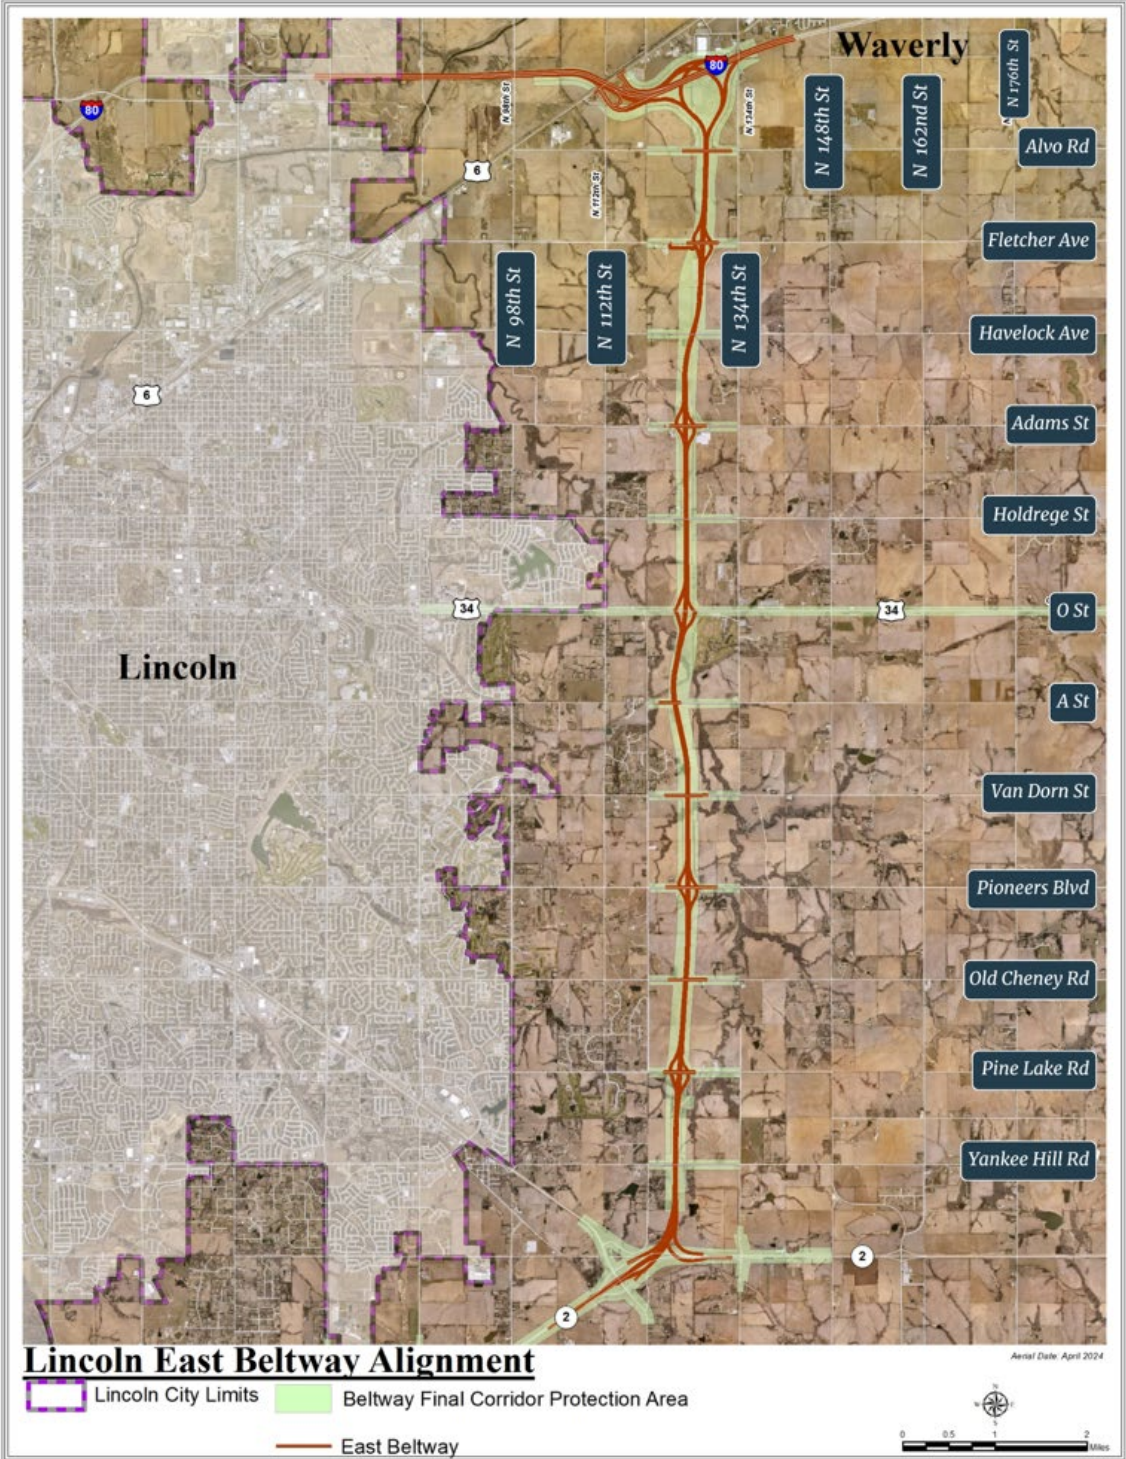 Waverly
N 176th St
80
80
N 98th St
N 134th St
N 148th St
N 162nd St
Alvo Rd
6
N 112th St
Fletcher Ave
N 98th St
N 112th St
N 134th St
Havelock Ave
6
Adams St
Holdrege St
34
34
O St
Lincoln
A St
Van Dorn St
Pioneers Blvd
Old Cheney Rd
Pine Lake Rd
Yankee Hill Rd
2
2
Lincoln East Beltway Alignment
Aerial Date: April 2024
Lincoln City Limits
Beltway Final Corridor Protection Area
East Beltway
N
W
E
S
0 0.5 1 2
Miles